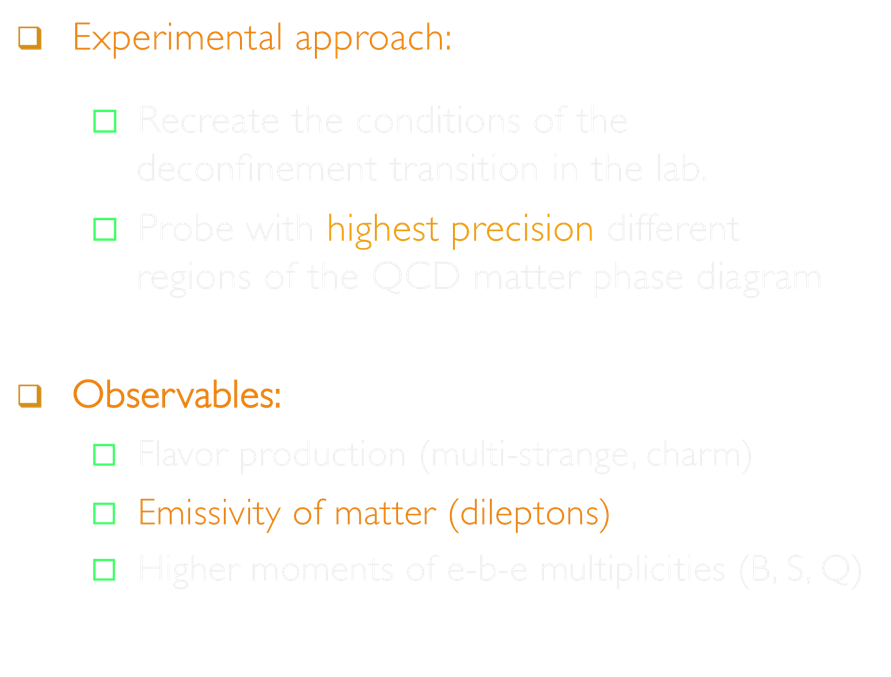 Experimental approach:
Recreate the conditions of the
deconfinement transition in the lab.
Probe with highest precision different
regions of the QCD matter phase diagram
Observables:
Flavor production (multi-strange, charm)
Emissivity of matter (dileptons)
Higher moments of e-b-e multiplicities (B, S, Q)